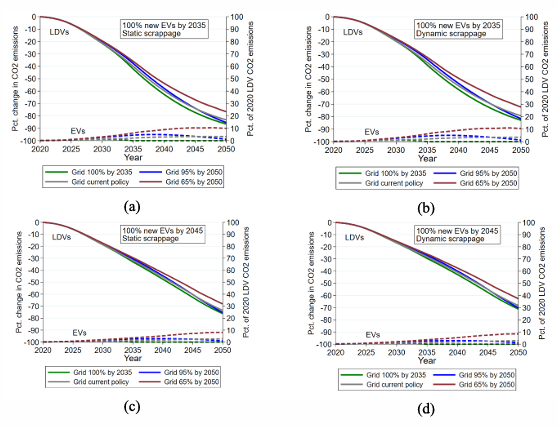 0
-10
-20
-30
-40
-50
-60
-70
-80
-90
-100
Pct. change in CO2 emissions
LDVs
EVs
100% new EVs by 2035
Static scrappage
100
90
80
70
60
50
40
30
20
10
0
Pct. of 2020 LDV CO2 emissions
2020 2025 2030 2035 2040 2045 2050
Year
Grid 100% by 2035 Grid 95% by 2050
Grid current policy Grid 65% by 2050
(a)
0
-10
-20
-30
-40
-50
-60
-70
-80
-90
-100
Pct. change in CO2 emissions
LDVs
EVs
100% new EVs by 2035
Dynamic scrappage
100
90
80
70
60
50
40
30
20
10
0
Pct. of 2020 LDV CO2 emissions
2020 2025 2030 2035 2040 2045 2050
Year
Grid 100% by 2035 Grid 95% by 2050
Grid current policy Grid 65% by 2050
(b)
0
-10
-20
-30
-40
-50
-60
-70
-80
-90
-100
Pct. change in CO2 emissions
LDVs
EVs
100% new EVs by 2045
Static scrappage
100
90
80
70
60
50
40
30
20
10
0
Pct. of 2020 LDV CO2 emissions
2020 2025 2030 2035 2040 2045 2050
Year
Grid 100% by 2035 Grid 95% by 2050
Grid current policy Grid 65% by 2050
(c)
0
-10
-20
-30
-40
-50
-60
-70
-80
-90
-100
Pct. change in CO2 emissions
LDVs
EVs
100% new EVs by 2045
Dynamic scrappage
100
90
80
70
60
50
40
30
20
10
0
Pct. of 2020 LDV CO2 emissions
2020 2025 2030 2035 2040 2045 2050
Year
Grid 100% by 2035 Grid 95% by 2050
Grid current policy Grid 65% by 2050
(d)